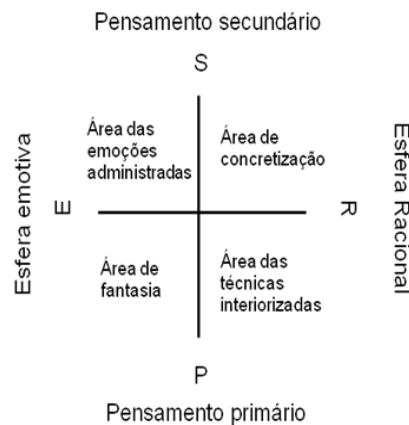 Pensamento secundário
S
Esfera emotiva
E
Área das
emoções
administradas
Área de
concretização
R
Esfera Racional
Área de
fantasia
Área das
técnicas
interiorizadas
P
Pensamento primário